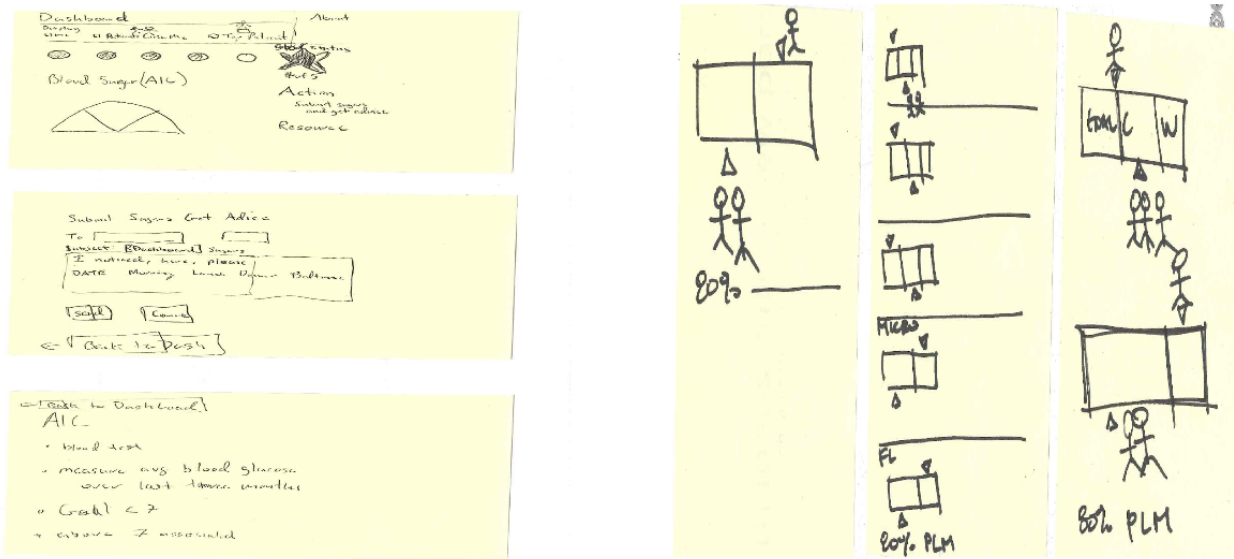 Dashboard
About
Blood Sugar (A1C)
Action
Submit sugars
and get advice
Resource
Submit Sugars Get Advice
To
Subject: Dashboard Sugars
I noticed, here, please
DATE Morning Lunch Dinner Bedtime
Send
Cancel
Back to Dash
Back to Dashboard
A1C
• blood test
• measure avg blood glucose
over last three months
• Goal < 7
• above 7 associated
80%
MICRO
FL
80% PLM
C W
80% PLM